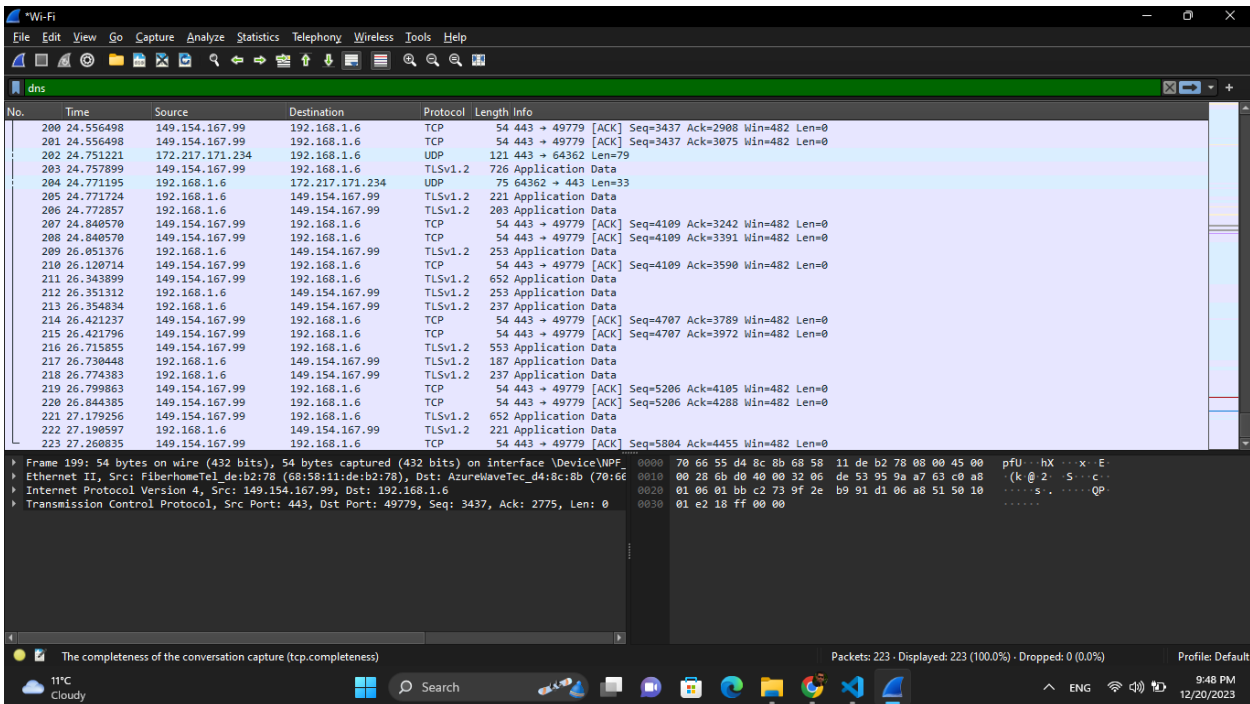 *Wi-Fi
File Edit View Go Capture Analyze Statistics Telephony Wireless Tools Help
dns
No. Time Source Destination Protocol Length Info
200 24.556498 149.154.167.99 192.168.1.6 TCP 54 443 → 49779 [ACK] Seq=3437 Ack=2908 Win=482 Len=0
201 24.556498 149.154.167.99 192.168.1.6 TCP 54 443 → 49779 [ACK] Seq=3437 Ack=3075 Win=482 Len=0
202 24.751221 172.217.171.234 192.168.1.6 UDP 121 443 → 64362 Len=79
203 24.757899 149.154.167.99 192.168.1.6 TLSv1.2 726 Application Data
204 24.771195 192.168.1.6 172.217.171.234 UDP 75 64362 → 443 Len=33
205 24.771724 192.168.1.6 149.154.167.99 TLSv1.2 221 Application Data
206 24.772857 192.168.1.6 149.154.167.99 TLSv1.2 203 Application Data
207 24.840570 149.154.167.99 192.168.1.6 TCP 54 443 → 49779 [ACK] Seq=4109 Ack=3242 Win=482 Len=0
208 24.840570 149.154.167.99 192.168.1.6 TCP 54 443 → 49779 [ACK] Seq=4109 Ack=3391 Win=482 Len=0
209 26.051376 192.168.1.6 149.154.167.99 TLSv1.2 253 Application Data
210 26.120714 149.154.167.99 192.168.1.6 TCP 54 443 → 49779 [ACK] Seq=4109 Ack=3590 Win=482 Len=0
211 26.343899 149.154.167.99 192.168.1.6 TLSv1.2 652 Application Data
212 26.351312 192.168.1.6 149.154.167.99 TLSv1.2 253 Application Data
213 26.354834 192.168.1.6 149.154.167.99 TLSv1.2 237 Application Data
214 26.421237 149.154.167.99 192.168.1.6 TCP 54 443 → 49779 [ACK] Seq=4707 Ack=3789 Win=482 Len=0
215 26.421796 149.154.167.99 192.168.1.6 TCP 54 443 → 49779 [ACK] Seq=4707 Ack=3972 Win=482 Len=0
216 26.715855 149.154.167.99 192.168.1.6 TLSv1.2 553 Application Data
217 26.730448 192.168.1.6 149.154.167.99 TLSv1.2 187 Application Data
218 26.774383 192.168.1.6 149.154.167.99 TLSv1.2 237 Application Data
219 26.799863 149.154.167.99 192.168.1.6 TCP 54 443 → 49779 [ACK] Seq=5206 Ack=4105 Win=482 Len=0
220 26.844385 149.154.167.99 192.168.1.6 TCP 54 443 → 49779 [ACK] Seq=5206 Ack=4288 Win=482 Len=0
221 27.179256 149.154.167.99 192.168.1.6 TLSv1.2 652 Application Data
222 27.190597 192.168.1.6 149.154.167.99 TLSv1.2 221 Application Data
223 27.260835 149.154.167.99 192.168.1.6 TCP 54 443 → 49779 [ACK] Seq=5804 Ack=4455 Win=482 Len=0
Frame 199: 54 bytes on wire (432 bits), 54 bytes captured (432 bits) on interface \Device\NPF_
Ethernet II, Src: FiberhomeTel_de:b2:78 (68:58:11:de:b2:78), Dst: AzureWaveTec_d4:8c:8b (70:66
Internet Protocol Version 4, Src: 149.154.167.99, Dst: 192.168.1.6
Transmission Control Protocol, Src Port: 443, Dst Port: 49779, Seq: 3437, Ack: 2775, Len: 0
0000 70 66 55 d4 8c 8b 68 58 11 de b2 78 08 00 45 00 pfU···hX ···x··E·
0010 00 28 6b d0 40 00 32 06 de 53 95 9a a7 63 c0 a8 ·(k·@·2· ·S···c··
0020 01 06 01 bb c2 73 9f 2e b9 91 d1 06 a8 51 50 10 ·····s·. ·····QP·
0030 01 e2 18 ff 00 00 ······
The completeness of the conversation capture (tcp.completeness)
Packets: 223 · Displayed: 223 (100.0%) · Dropped: 0 (0.0%)
Profile: Default
11°C
Cloudy
Search
ENG
9:48 PM
12/20/2023